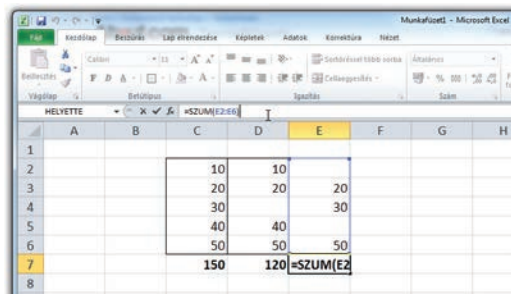 Munkafüzet1 - Microsoft Excel
Fájl Kezdőlap Beszúrás Lap elrendezése Képletek Adatok Korrektúra Nézet
Calibri 11 A A Sortöréssel több sorba Általános
Beillesztés F D A A Cellaegyesítés % 000
Vágólap Betűtípus Igazítás Szám
HELYETTE =SZUM(E2:E6)
A B C D E F G H
1
2 10 10
3 20 20 20
4 30 30
5 40 40
6 50 50 50
7 150 120 =SZUM(E2
8